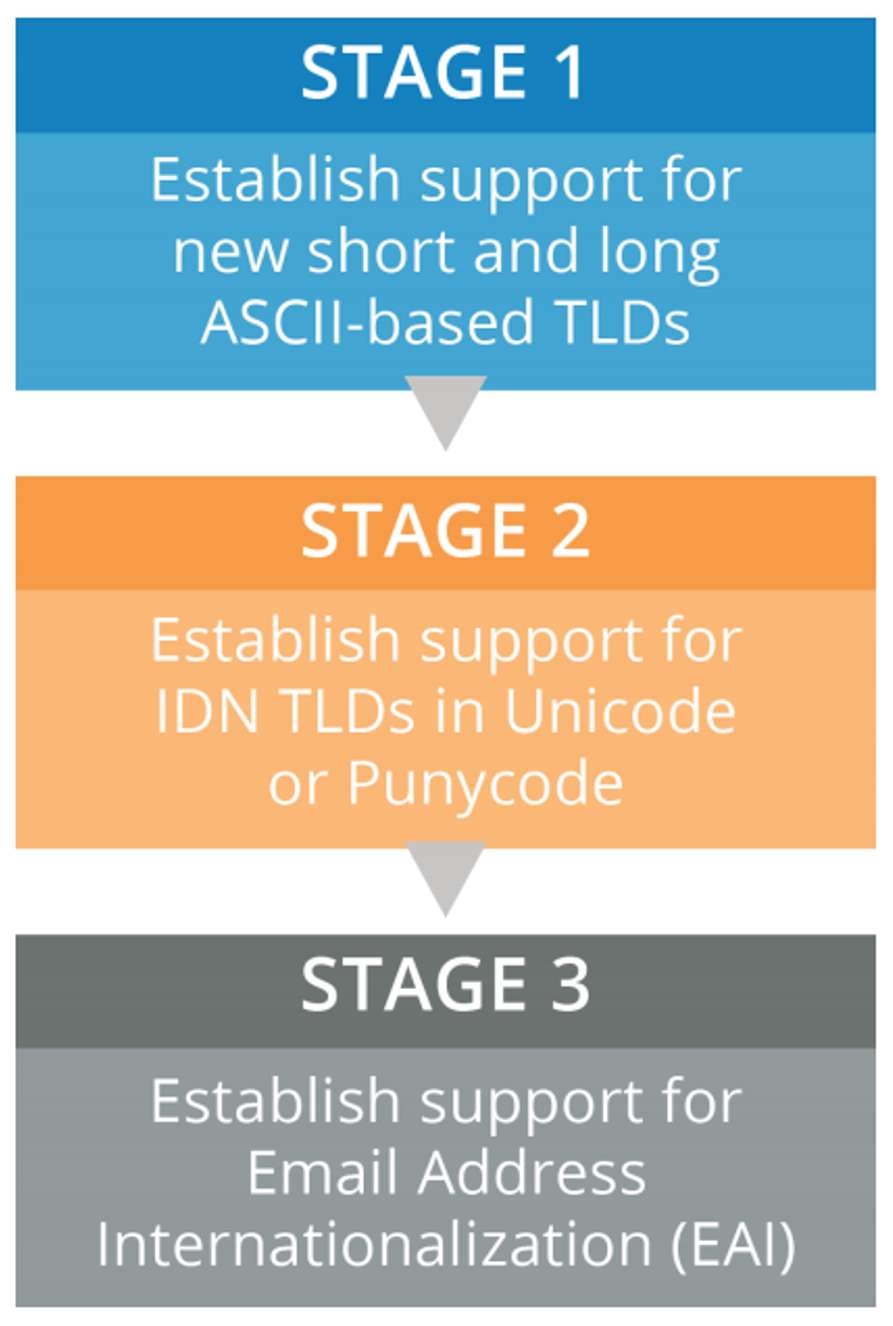 STAGE 1
Establish support for
new short and long
ASCII-based TLDs
STAGE 2
Establish support for
IDN TLDs in Unicode
or Punycode
STAGE 3
Establish support for
Email Address
Internationalization (EAI)